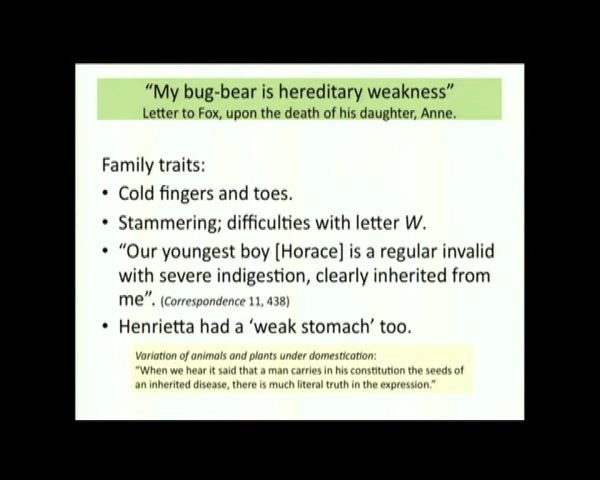 “My bug-bear is hereditary weakness”
Letter to Fox, upon the death of his daughter, Anne.
Family traits:
• Cold fingers and toes.
• Stammering; difficulties with letter W.
• “Our youngest boy [Horace] is a regular invalid
with severe indigestion, clearly inherited from
me”. (Correspondence 11, 438)
• Henrietta had a ‘weak stomach’ too.
Variation of animals and plants under domestication:
“When we hear it said that a man carries in his constitution the seeds of
an inherited disease, there is much literal truth in the expression.”